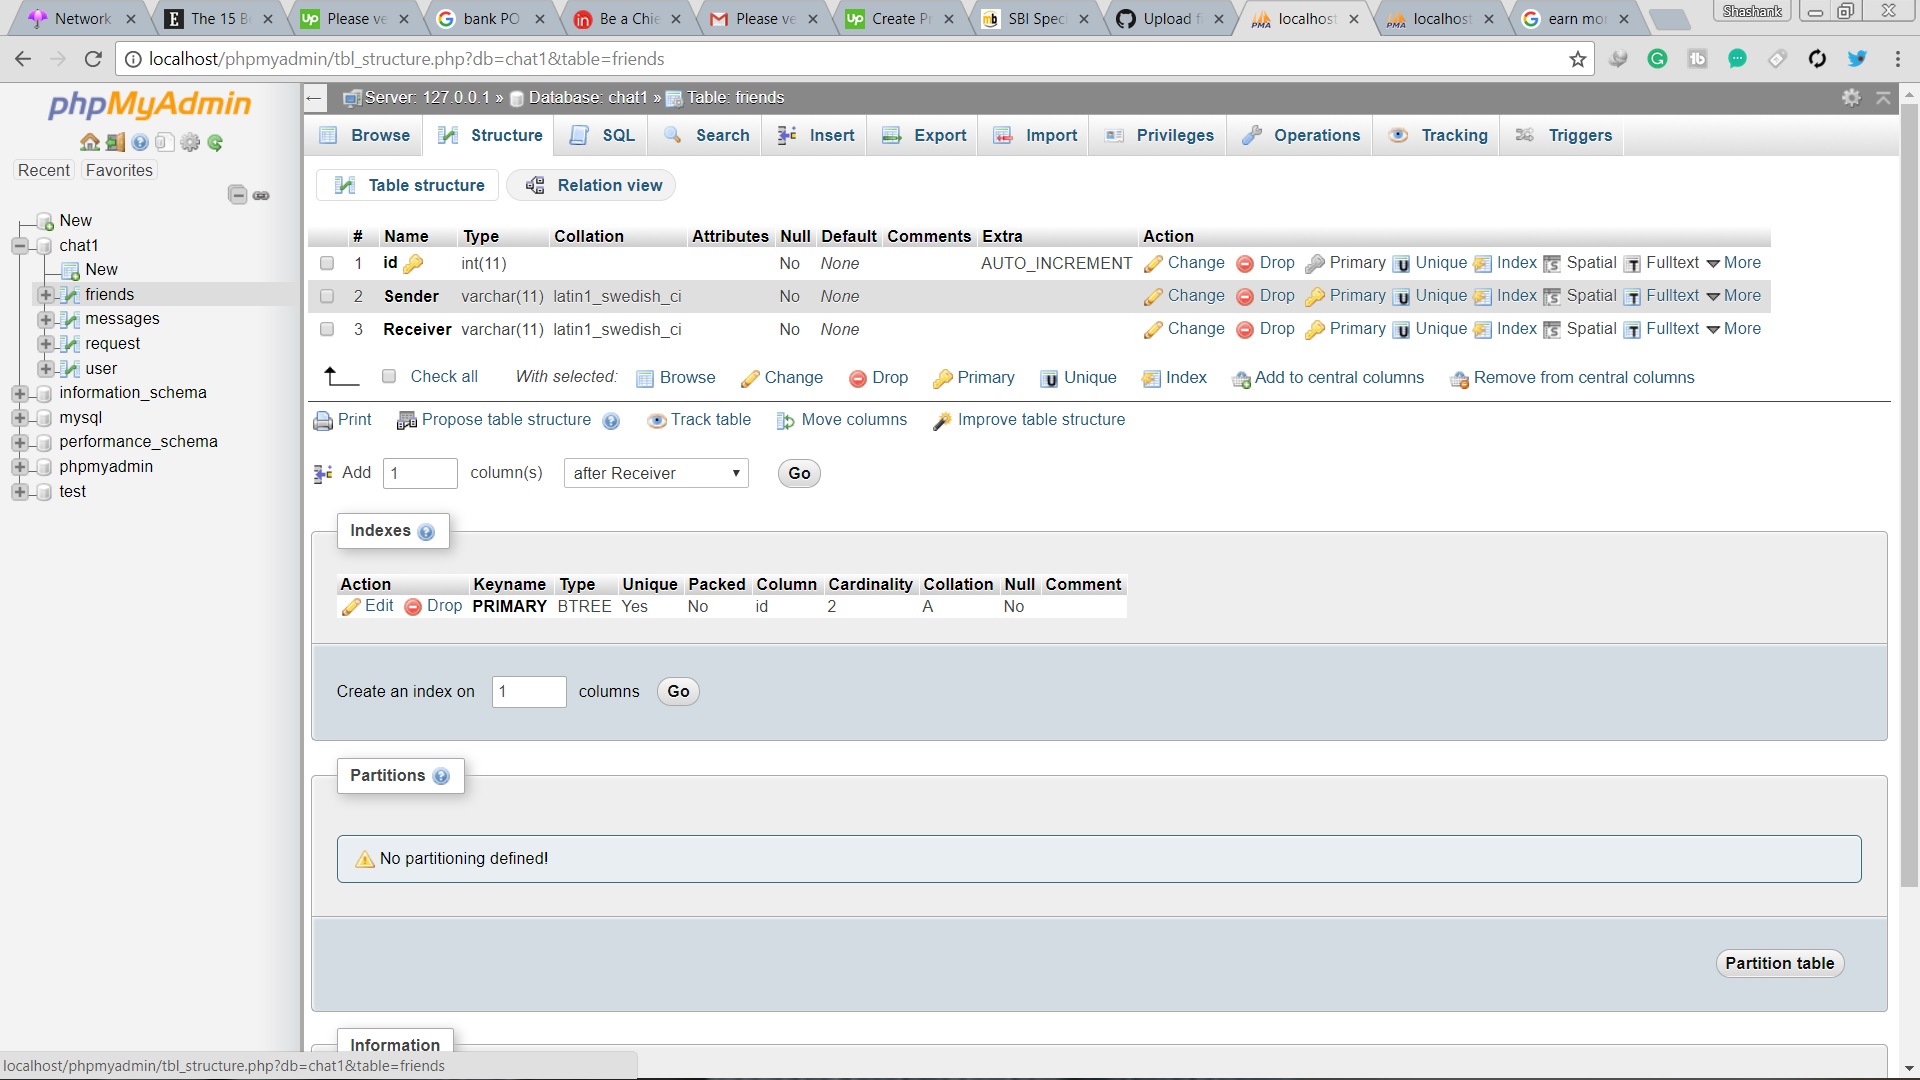 Network
The 15 B
Please ve
bank PO
Be a Chie
Please ve
Create P
SBI Spec
Upload f
localhost
localhost
earn mo
Shashank
localhost/phpmyadmin/tbl_structure.php?db=chat1&table=friends
phpMyAdmin
Recent Favorites
New
chat1
New
friends
messages
request
user
information_schema
mysql
performance_schema
phpmyadmin
test
Server: 127.0.0.1 » Database: chat1 » Table: friends
Browse Structure SQL Search Insert Export Import Privileges Operations Tracking Triggers
Table structure Relation view
# Name Type Collation Attributes Null Default Comments Extra Action
1 id int(11) No None AUTO_INCREMENT Change Drop Primary Unique Index Spatial Fulltext More
2 Sender varchar(11) latin1_swedish_ci No None Change Drop Primary Unique Index Spatial Fulltext More
3 Receiver varchar(11) latin1_swedish_ci No None Change Drop Primary Unique Index Spatial Fulltext More
Check all With selected: Browse Change Drop Primary Unique Index Add to central columns Remove from central columns
Print Propose table structure Track table Move columns Improve table structure
Add 1 column(s) after Receiver Go
Indexes
Action Keyname Type Unique Packed Column Cardinality Collation Null Comment
Edit Drop PRIMARY BTREE Yes No id 2 A No
Create an index on 1 columns Go
Partitions
No partitioning defined!
Partition table
Information
localhost/phpmyadmin/tbl_structure.php?db=chat1&table=friends